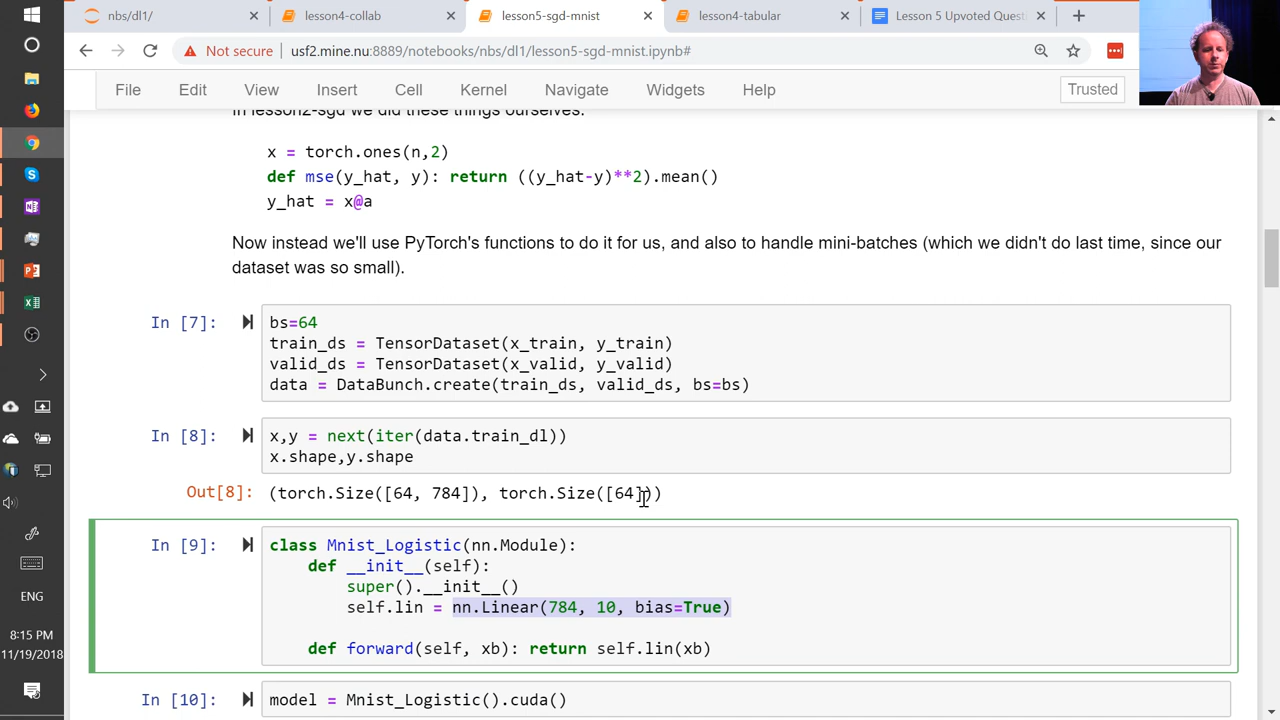 nbs/dl1/
lesson4-collab
lesson5-sgd-mnist
lesson4-tabular
Lesson 5 Upvoted Quest
Not secure
usf2.mine.nu:8889/notebooks/nbs/dl1/lesson5-sgd-mnist.ipynb#
File Edit View Insert Cell Kernel Navigate Widgets Help
Trusted
In lesson2-sgd we did these things ourselves:
x = torch.ones(n,2)
def mse(y_hat, y): return ((y_hat-y)**2).mean()
y_hat = x@a
Now instead we'll use PyTorch's functions to do it for us, and also to handle mini-batches (which we didn't do last time, since our
dataset was so small).
In [7]:
bs=64
train_ds = TensorDataset(x_train, y_train)
valid_ds = TensorDataset(x_valid, y_valid)
data = DataBunch.create(train_ds, valid_ds, bs=bs)
In [8]:
x,y = next(iter(data.train_dl))
x.shape,y.shape
Out[8]: (torch.Size([64, 784]), torch.Size([64]))
In [9]:
class Mnist_Logistic(nn.Module):
def __init__(self):
super().__init__()
self.lin = nn.Linear(784, 10, bias=True)
def forward(self, xb): return self.lin(xb)
In [10]:
model = Mnist_Logistic().cuda()
ENG
8:15 PM
11/19/2018